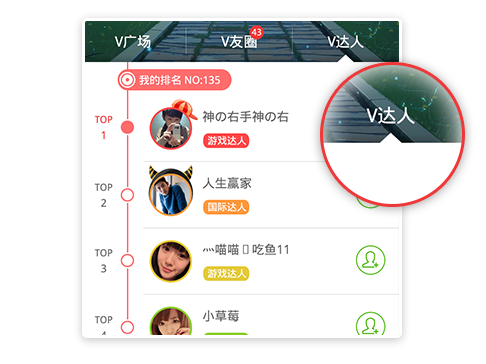 V广场
V友圈
43
V达人
V达人
我的排名 NO:135
TOP
1
神の右手神の右
游戏达人
TOP
2
人生赢家
国际达人
TOP
3
灬喵喵 吃鱼11
游戏达人
TOP
小草莓